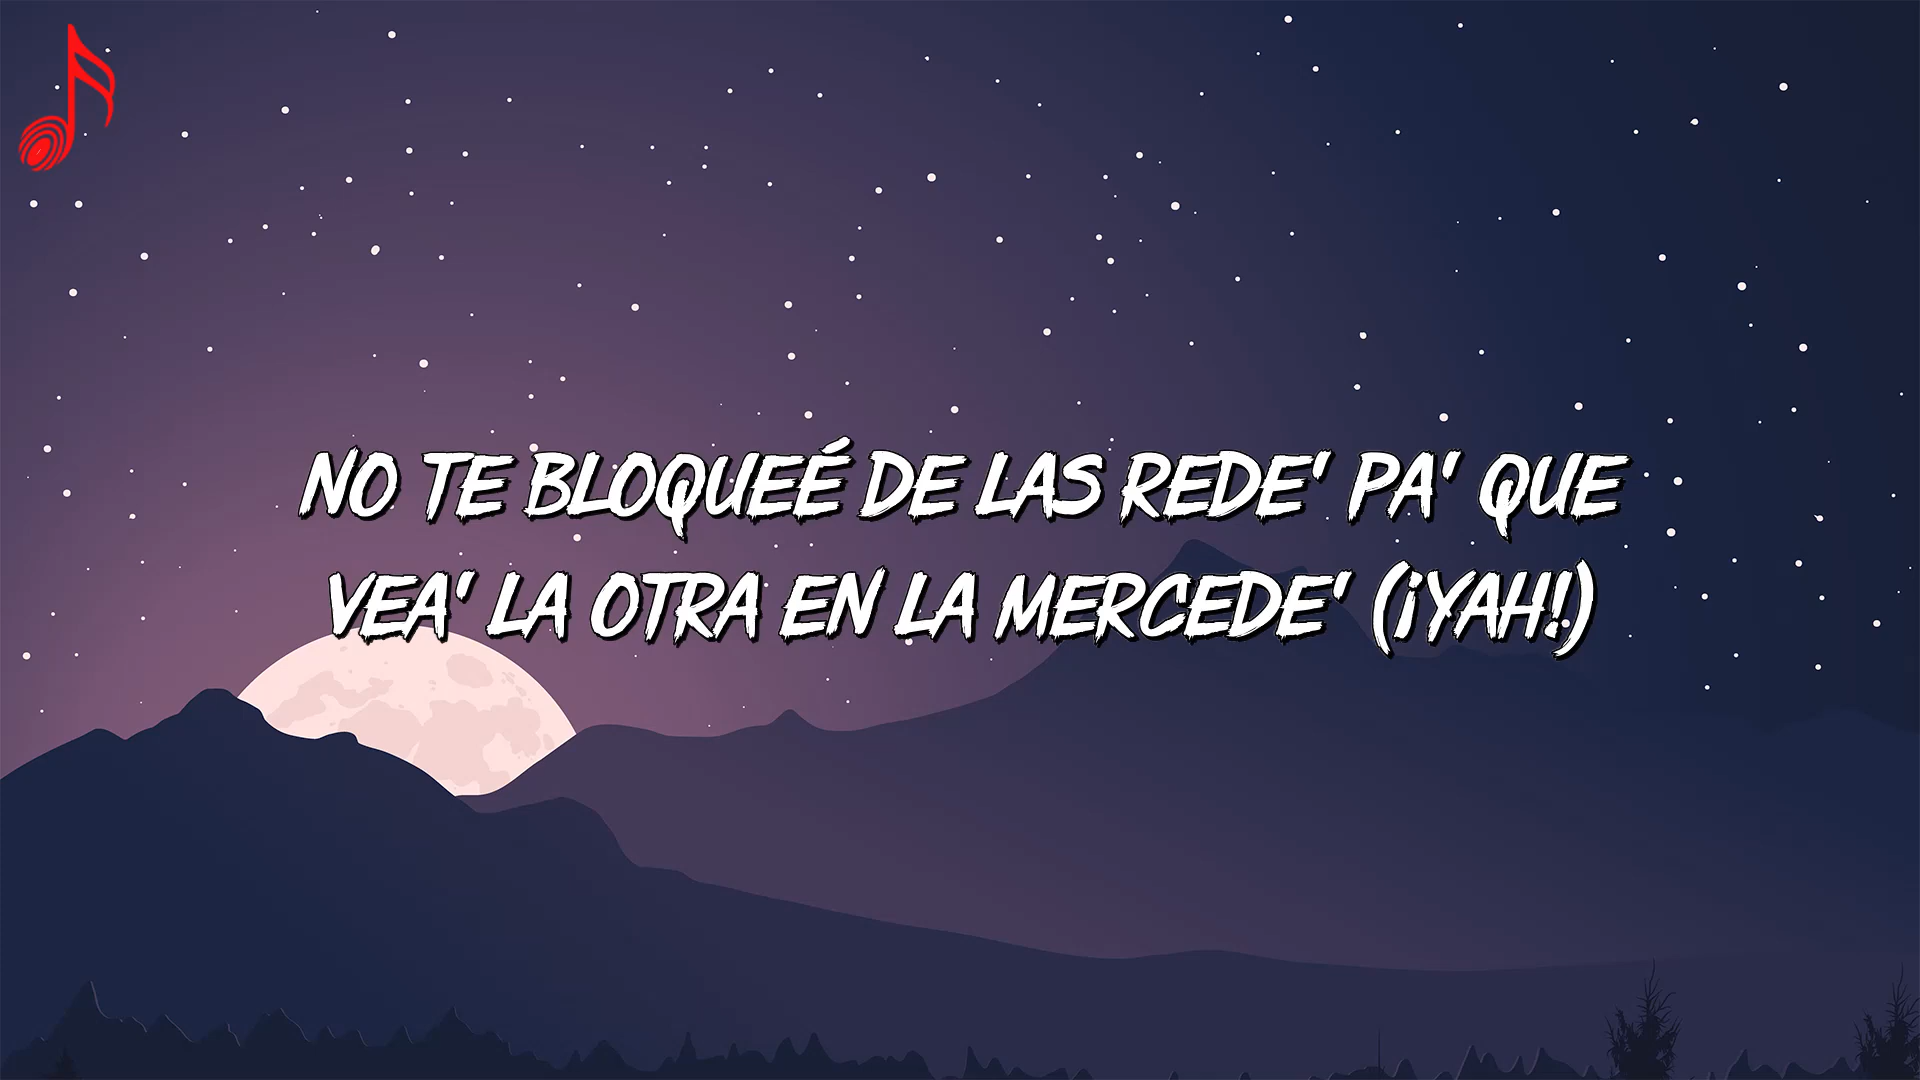 NO TE BLOQUEÉ DE LAS REDE' PA' QUE
VEA' LA OTRA EN LA MERCEDE' (¡YAH!)